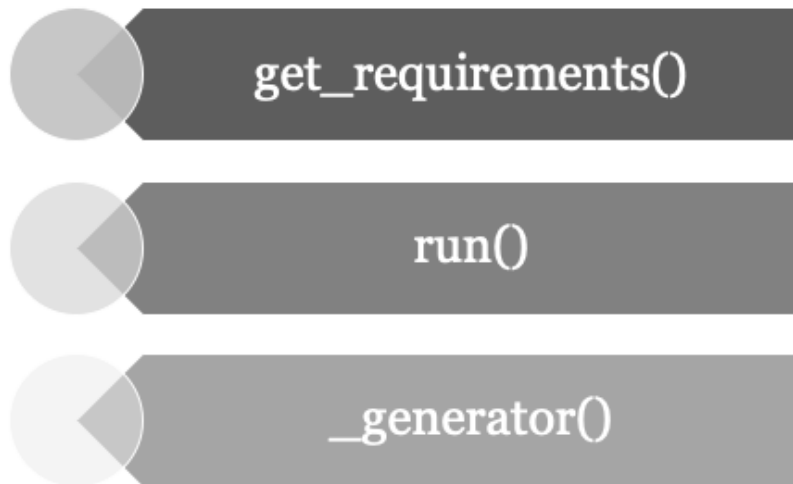 get_requirements()
run()
_generator()